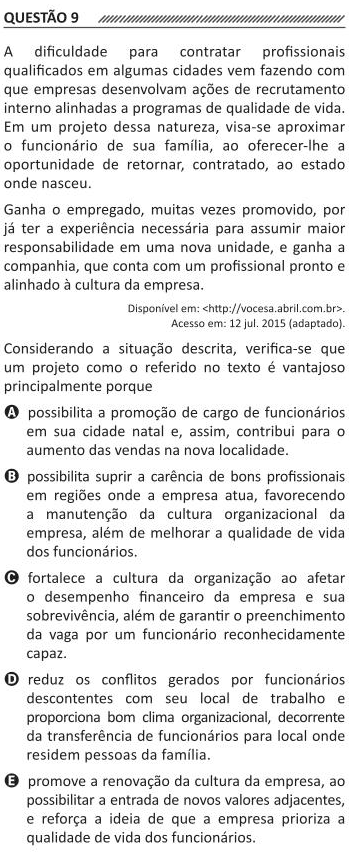 QUESTÃO 9
A dificuldade para contratar profissionais
qualificados em algumas cidades vem fazendo com
que empresas desenvolvam ações de recrutamento
interno alinhadas a programas de qualidade de vida.
Em um projeto dessa natureza, visa-se aproximar
o funcionário de sua família, ao oferecer-lhe a
oportunidade de retornar, contratado, ao estado
onde nasceu.
Ganha o empregado, muitas vezes promovido, por
já ter a experiência necessária para assumir maior
responsabilidade em uma nova unidade, e ganha a
companhia, que conta com um profissional pronto e
alinhado à cultura da empresa.
Disponível em: <http://vocesa.abril.com.br>.
Acesso em: 12 jul. 2015 (adaptado).
Considerando a situação descrita, verifica-se que
um projeto como o referido no texto é vantajoso
principalmente porque
A possibilita a promoção de cargo de funcionários
em sua cidade natal e, assim, contribui para o
aumento das vendas na nova localidade.
B possibilita suprir a carência de bons profissionais
em regiões onde a empresa atua, favorecendo
a manutenção da cultura organizacional da
empresa, além de melhorar a qualidade de vida
dos funcionários.
C fortalece a cultura da organização ao afetar
o desempenho financeiro da empresa e sua
sobrevivência, além de garantir o preenchimento
da vaga por um funcionário reconhecidamente
capaz.
D reduz os conflitos gerados por funcionários
descontentes com seu local de trabalho e
proporciona bom clima organizacional, decorrente
da transferência de funcionários para local onde
residem pessoas da família.
E promove a renovação da cultura da empresa, ao
possibilitar a entrada de novos valores adjacentes,
e reforça a ideia de que a empresa prioriza a
qualidade de vida dos funcionários.